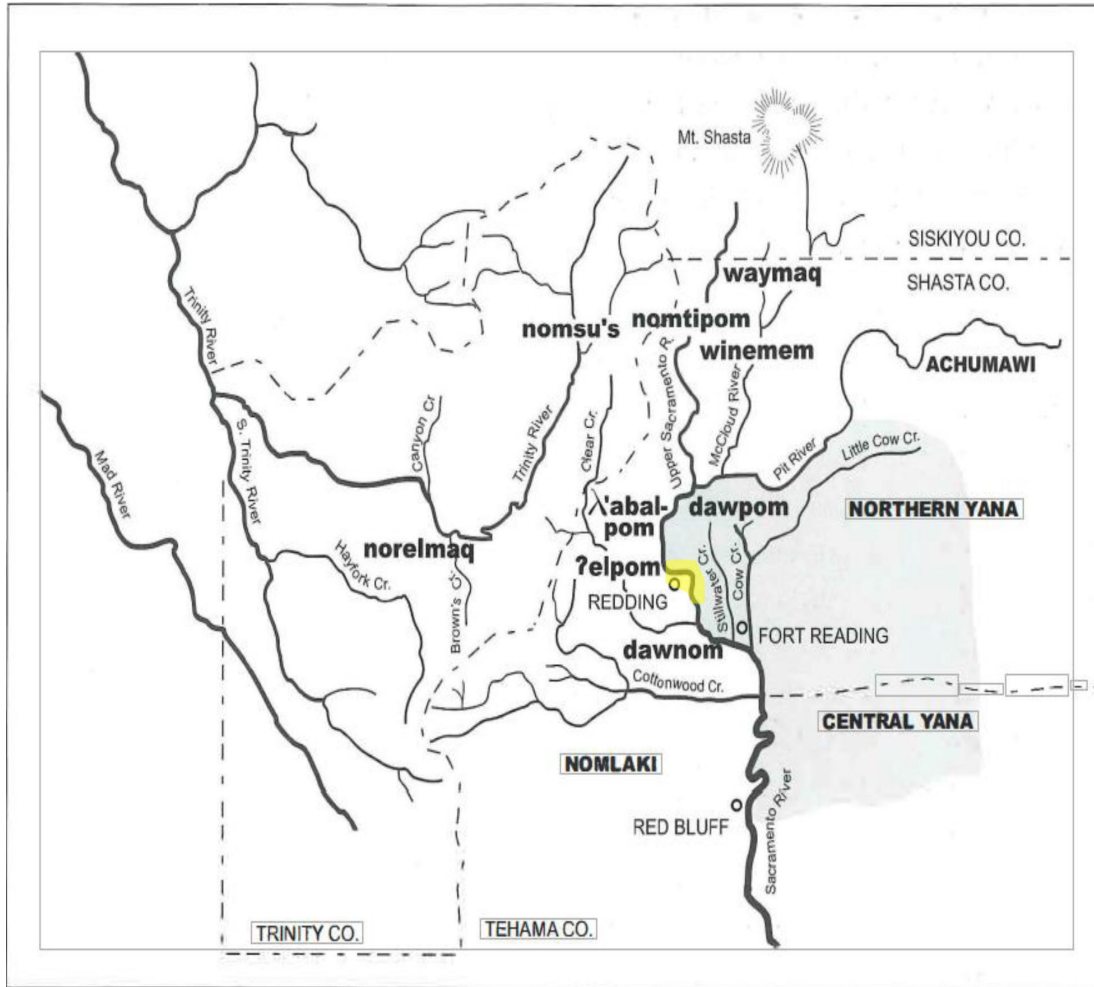 Mt. Shasta
SISKIYOU CO.
SHASTA CO.
waymaq
nomsu's
nomtipom
winemem
ACHUMAWI
Trinity River
Upper Sacramento R.
McCloud River
Pit River
Little Cow Cr.
Canyon Cr
Trinity River
Clear Cr.
S. Trinity River
Mad River
ƛ'abal-
pom
dawpom
NORTHERN YANA
norelmaq
Hayfork Cr.
Brown's Cr.
?elpom
REDDING
Stillwater Cr.
Cow Cr.
FORT READING
dawnom
Cottonwood Cr.
CENTRAL YANA
NOMLAKI
RED BLUFF
Sacramento River
TRINITY CO.
TEHAMA CO.